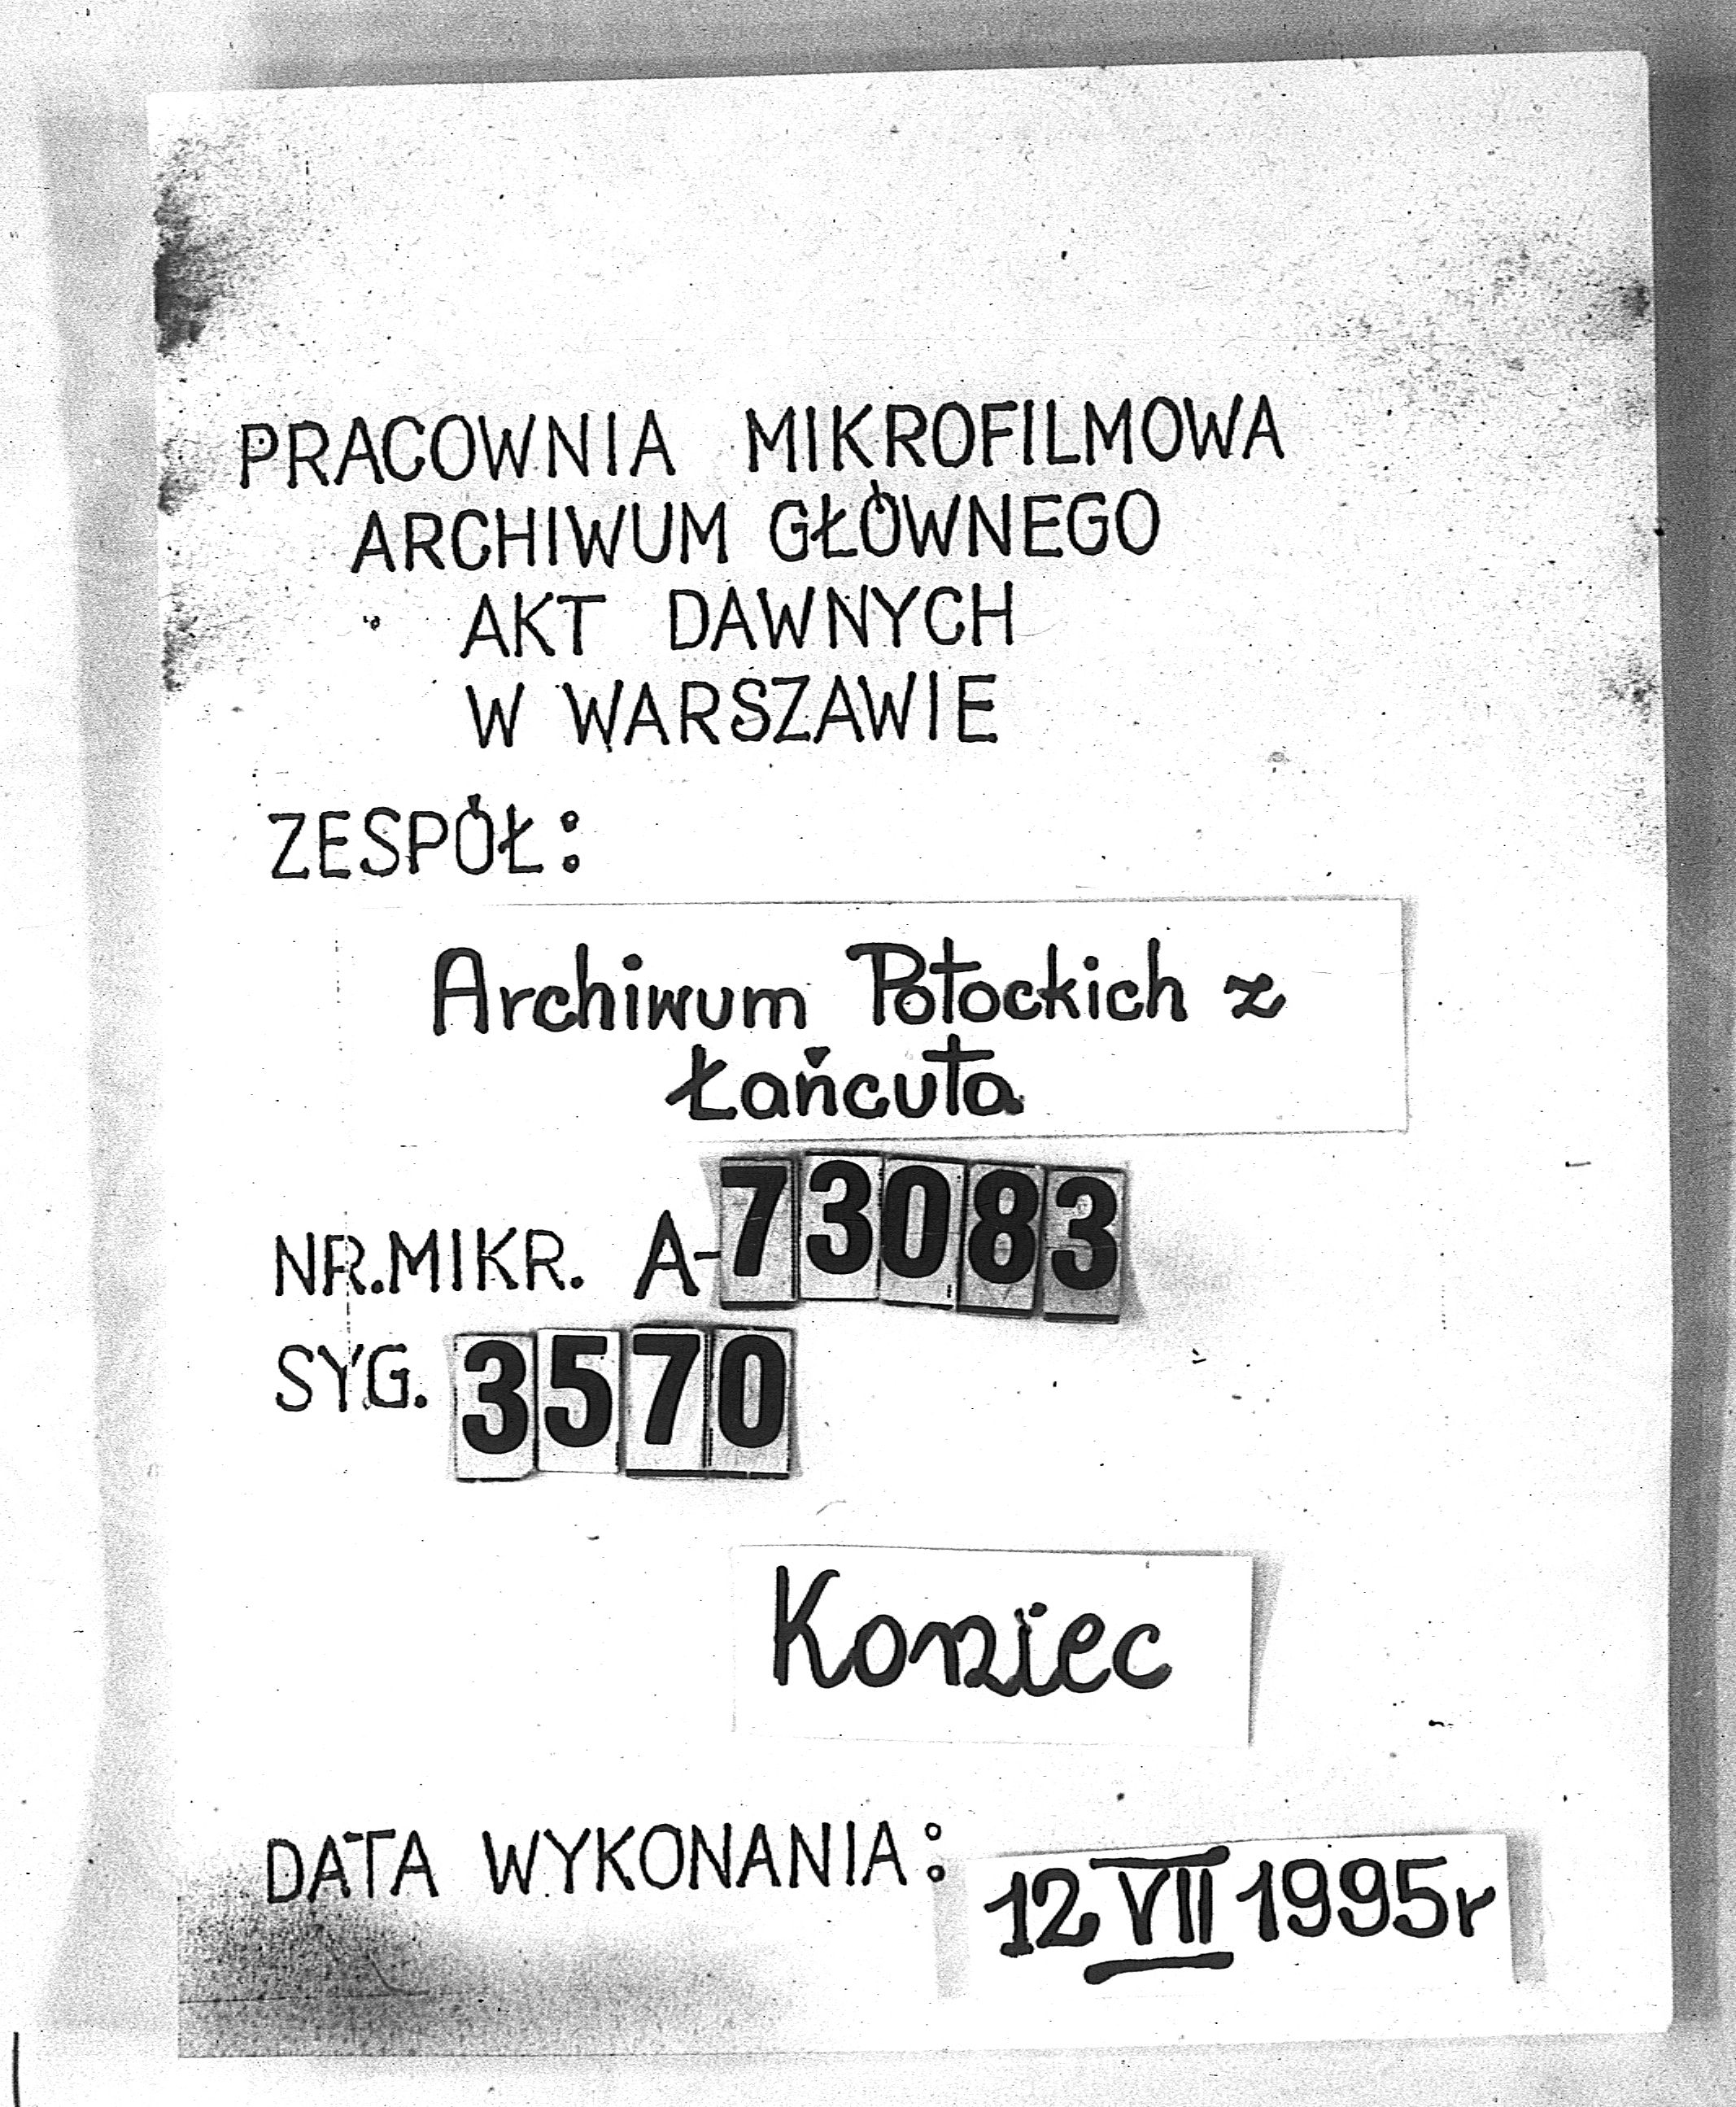 PRACOWNIA MIKROFILMOWA
ARCHIWUM GŁÓWNEGO
AKT DAWNYCH
W WARSZAWIE
ZESPÓŁ:
Archiwum Potockich z
Łańcuta
NR.MIKR. A-73083
SYG. 3570
Koniec
DATA WYKONANIA: 12 VII 1995r